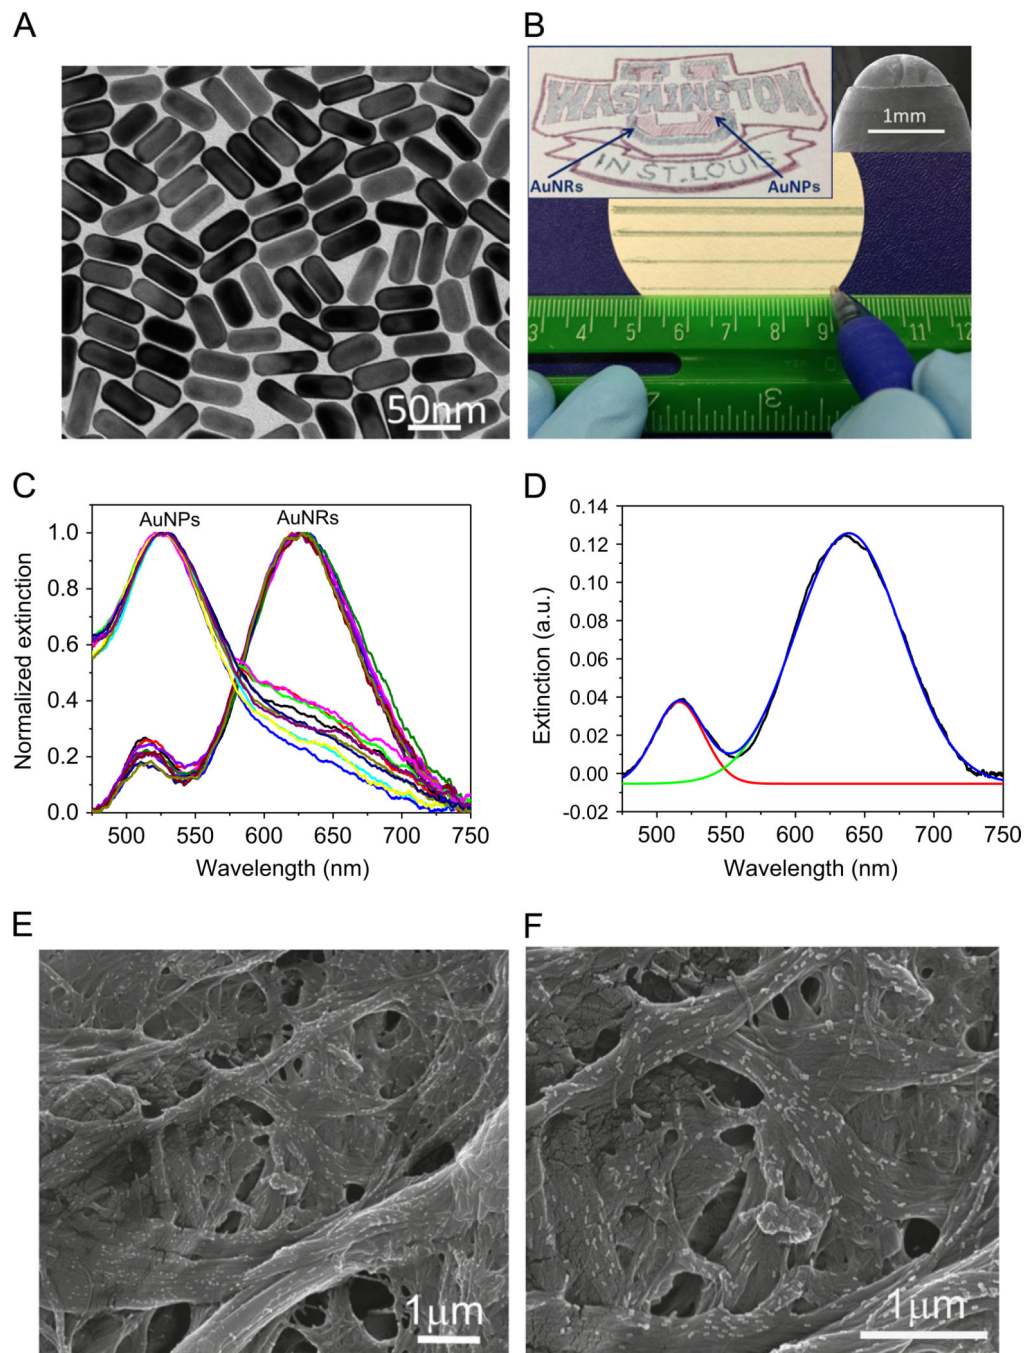 A
50nm
B
WASHINGTON
IN ST. LOUIS
AuNRs
AuNPs
1mm
3 4 5 6 7 8 9 11 12
C
AuNPs
AuNRs
Normalized extinction
1.0
0.8
0.6
0.4
0.2
0.0
500 550 600 650 700 750
Wavelength (nm)
D
Extinction (a.u.)
0.14
0.12
0.10
0.08
0.06
0.04
0.02
0.00
-0.02
500 550 600 650 700 750
Wavelength (nm)
E
1μm
F
1μm